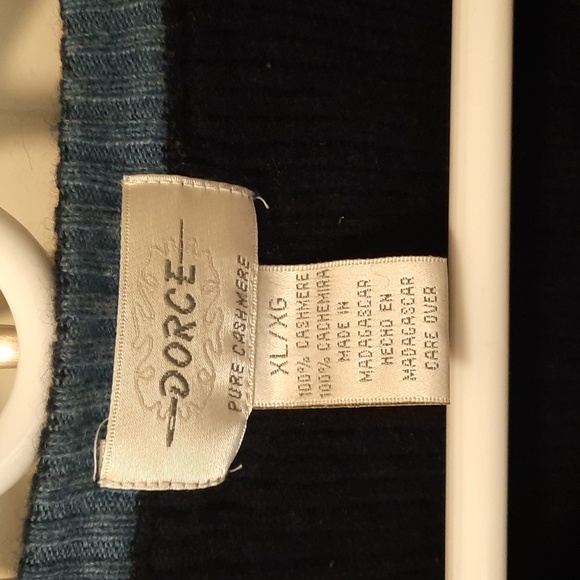 DORCE
PURE CASHMERE
XL/XG
100% CASHMERE
100% CACHEMIRA
MADE IN
MADAGASCAR
HECHO EN
MADAGASCAR
CARE OVER